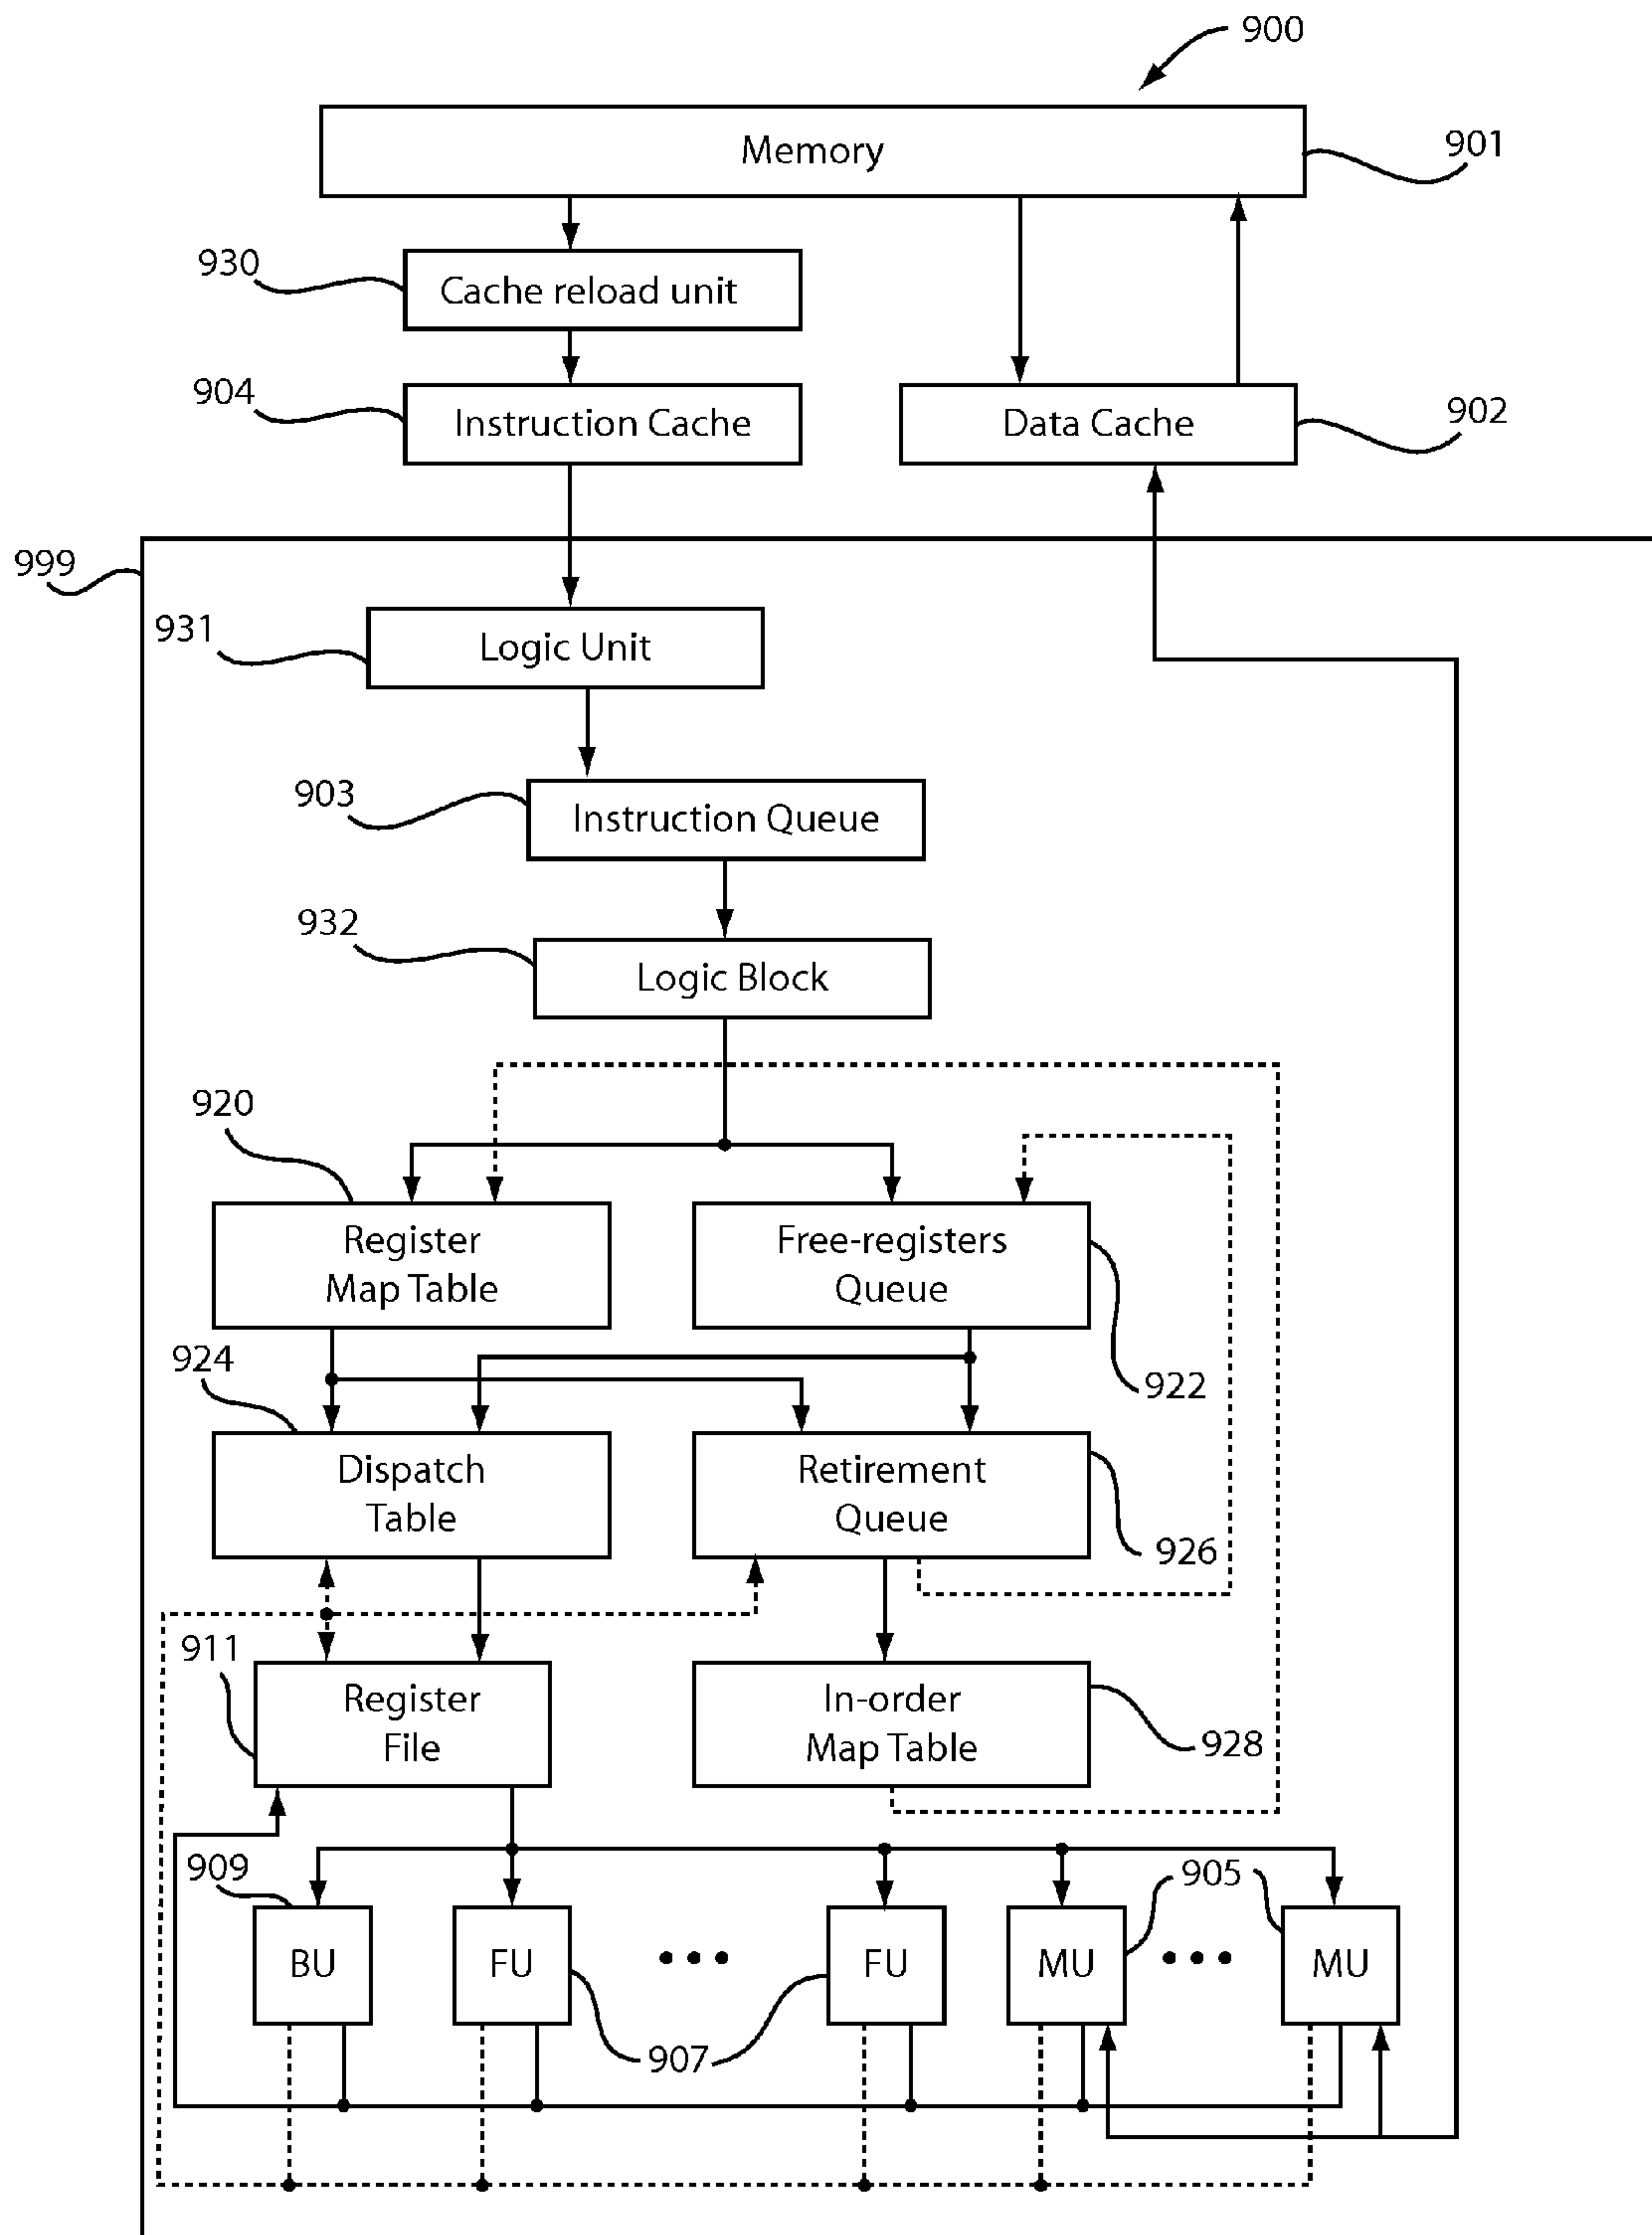 900
Memory
901
930
Cache reload unit
904
Instruction Cache
Data Cache
902
999
931
Logic Unit
903
Instruction Queue
932
Logic Block
920
Register
Map Table
Free-registers
Queue
924
922
Dispatch
Table
Retirement
Queue
926
911
Register
File
In-order
Map Table
928
909
905
BU
FU
FU
MU
MU
907